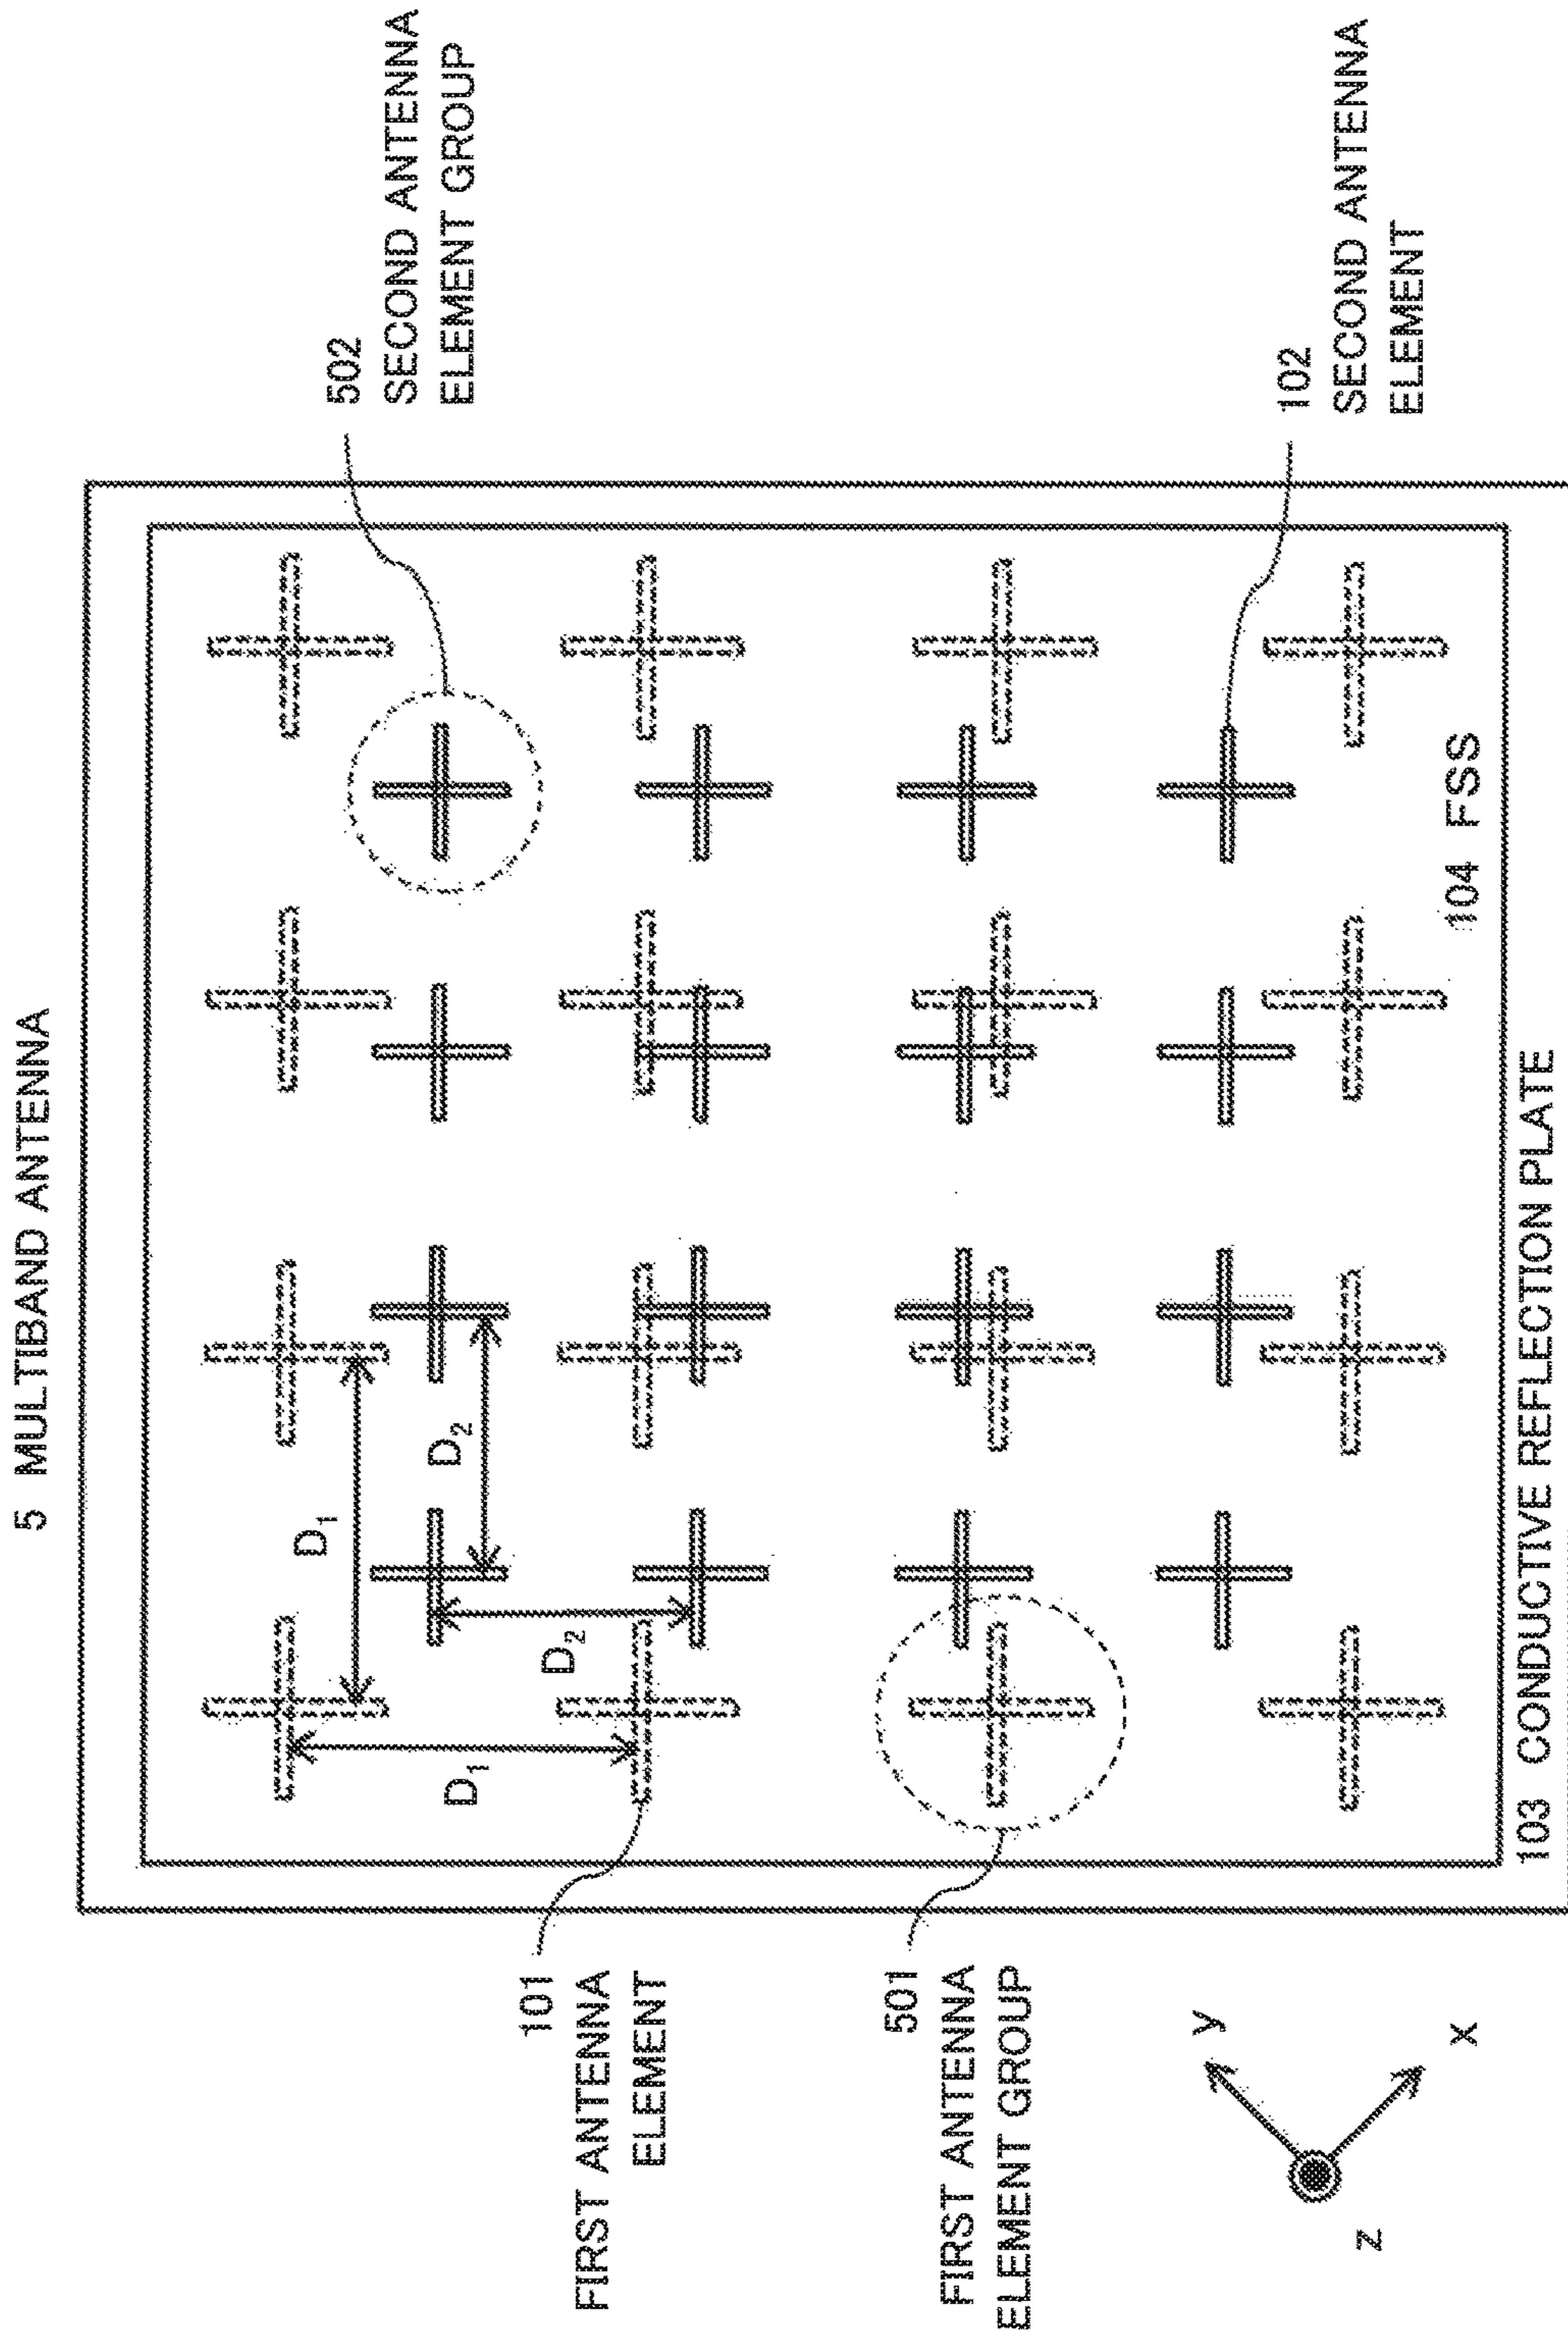 5 MULTIBAND ANTENNA
502
SECOND ANTENNA
ELEMENT GROUP
102
SECOND ANTENNA
ELEMENT
D1
D2
D2
D1
104 FSS
103 CONDUCTIVE REFLECTION PLATE
101
FIRST ANTENNA
ELEMENT
501
FIRST ANTENNA
ELEMENT GROUP
y
x
z